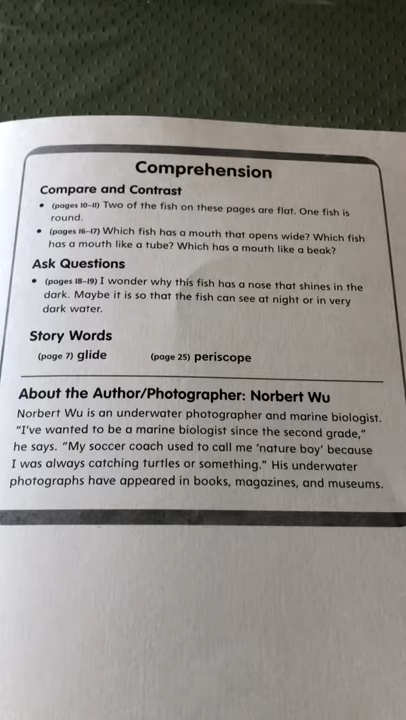 Comprehension
Compare and Contrast
• (pages 10–11) Two of the fish on these pages are flat. One fish is
round.
• (pages 16–17) Which fish has a mouth that opens wide? Which fish
has a mouth like a tube? Which has a mouth like a beak?
Ask Questions
• (pages 18–19) I wonder why this fish has a nose that shines in the
dark. Maybe it is so that the fish can see at night or in very
dark water.
Story Words
(page 7) glide (page 25) periscope
About the Author/Photographer: Norbert Wu
Norbert Wu is an underwater photographer and marine biologist.
“I’ve wanted to be a marine biologist since the second grade,”
he says. “My soccer coach used to call me ‘nature boy’ because
I was always catching turtles or something.” His underwater
photographs have appeared in books, magazines, and museums.